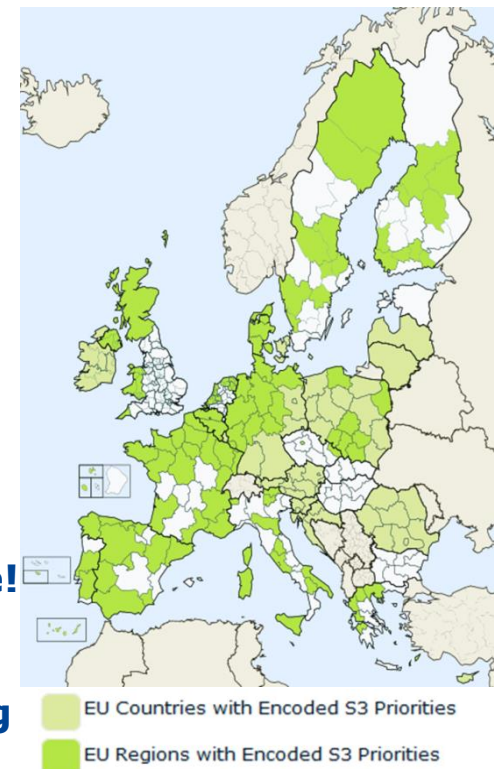 e!
g
EU Countries with Encoded S3 Priorities
EU Regions with Encoded S3 Priorities